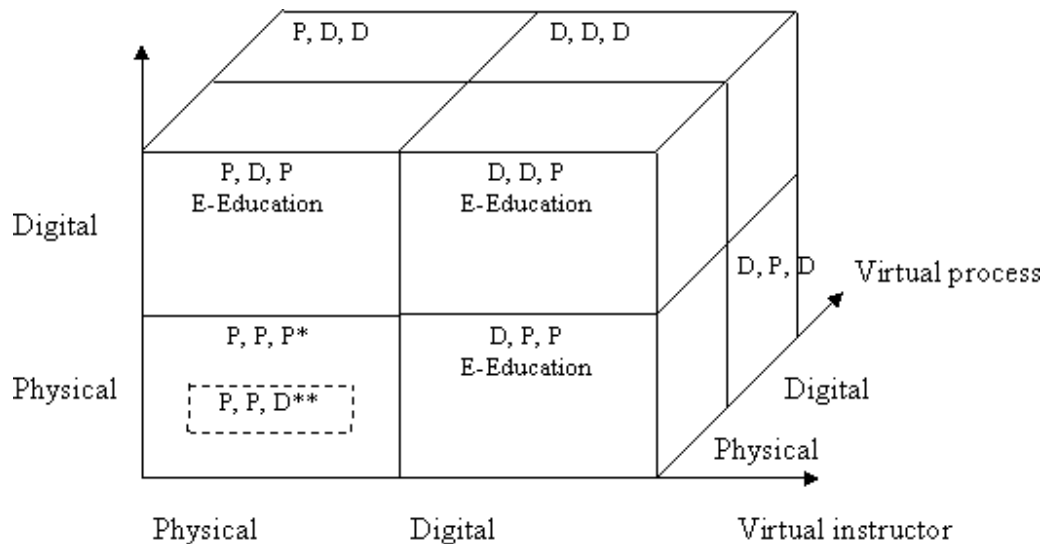 P, D, D
D, D, D
P, D, P
E-Education
D, D, P
E-Education
Digital
D, P, D
Virtual process
P, P, P*
D, P, P
E-Education
Physical
P, P, D**
Digital
Physical
Physical
Digital
Virtual instructor